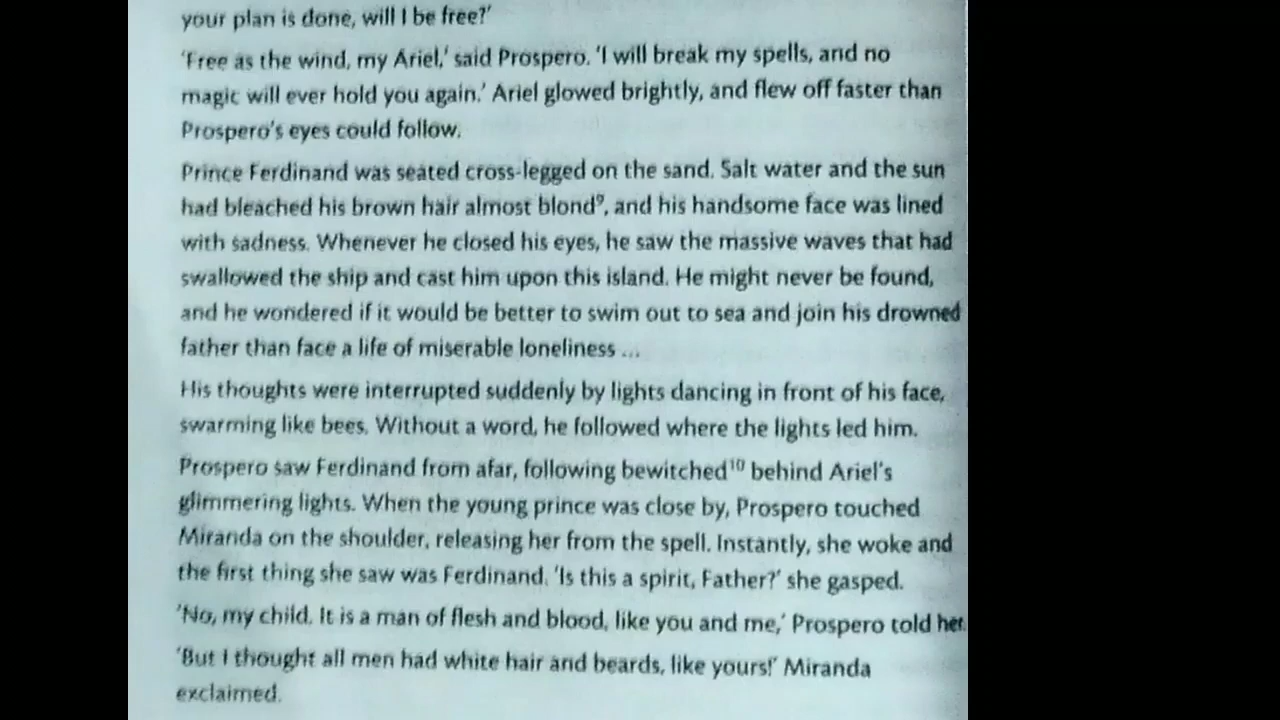 your plan is done, will I be free?'
'Free as the wind, my Ariel,' said Prospero. 'I will break my spells, and no
magic will ever hold you again.' Ariel glowed brightly, and flew off faster than
Prospero's eyes could follow.
Prince Ferdinand was seated cross-legged on the sand. Salt water and the sun
had bleached his brown hair almost blond⁹, and his handsome face was lined
with sadness. Whenever he closed his eyes, he saw the massive waves that had
swallowed the ship and cast him upon this island. He might never be found,
and he wondered if it would be better to swim out to sea and join his drowned
father than face a life of miserable loneliness ...
His thoughts were interrupted suddenly by lights dancing in front of his face,
swarming like bees. Without a word, he followed where the lights led him.
Prospero saw Ferdinand from afar, following bewitched¹⁰ behind Ariel's
glimmering lights. When the young prince was close by, Prospero touched
Miranda on the shoulder, releasing her from the spell. Instantly, she woke and
the first thing she saw was Ferdinand. 'Is this a spirit, Father?' she gasped.
'No, my child. It is a man of flesh and blood, like you and me,' Prospero told her.
'But I thought all men had white hair and beards, like yours!' Miranda
exclaimed.